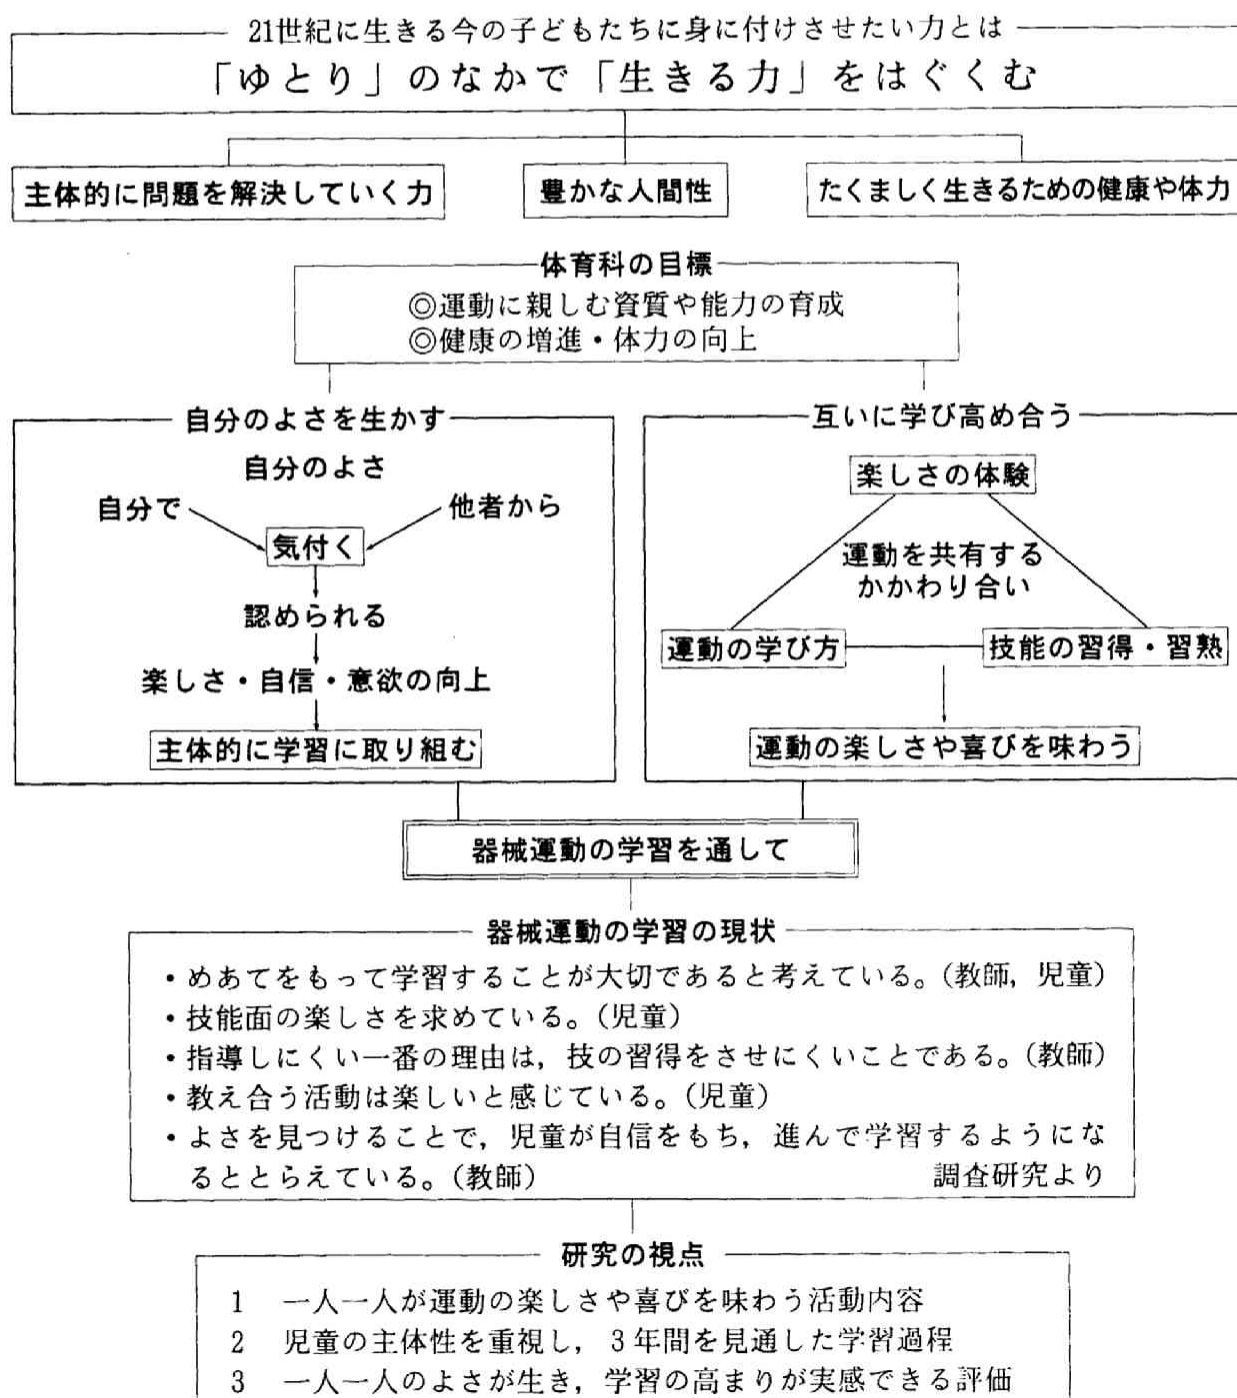 21世紀に生きる今の子どもたちに身に付けさせたい力とは
「ゆとり」のなかで「生きる力」をはぐくむ
主体的に問題を解決していく力
豊かな人間性
たくましく生きるための健康や体力
体育科の目標
◎運動に親しむ資質や能力の育成
◎健康の増進・体力の向上
自分のよさを生かす
自分のよさ
自分で
他者から
気付く
認められる
楽しさ・自信・意欲の向上
主体的に学習に取り組む
互いに学び高め合う
楽しさの体験
運動を共有する
かかわり合い
運動の学び方
技能の習得・習熟
運動の楽しさや喜びを味わう
器械運動の学習を通して
器械運動の学習の現状
・めあてをもって学習することが大切であると考えている。(教師，児童)
・技能面の楽しさを求めている。(児童)
・指導しにくい一番の理由は，技の習得をさせにくいことである。(教師)
・教え合う活動は楽しいと感じている。(児童)
・よさを見つけることで，児童が自信をもち，進んで学習するようにな
るととらえている。(教師)
調査研究より
研究の視点
1 一人一人が運動の楽しさや喜びを味わう活動内容
2 児童の主体性を重視し，3年間を見通した学習過程
3 一人一人のよさが生き，学習の高まりが実感できる評価